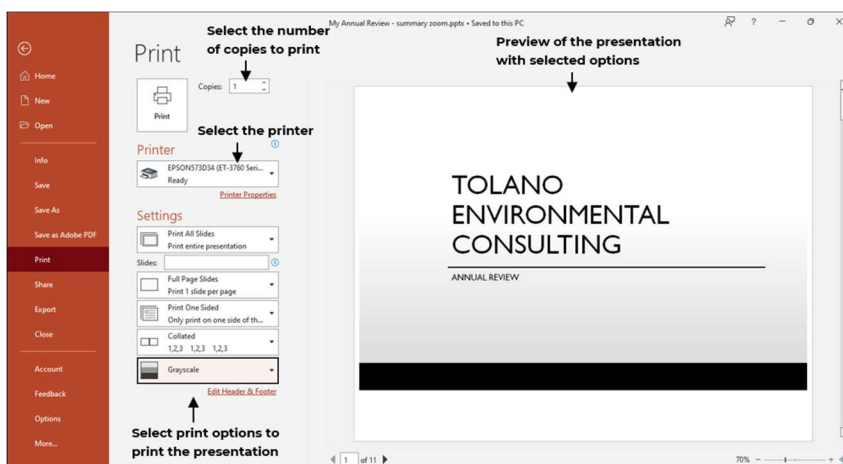 My Annual Review - summary zoom.pptx • Saved to this PC
?
Select the number
of copies to print
Preview of the presentation
with selected options
Home
New
Open
Info
Save
Save As
Save as Adobe PDF
Print
Share
Export
Close
Account
Feedback
Options
More...
Print
Print
Copies: 1
Select the printer
Printer
EPSON573D34 (ET-3760 Seri...
Ready
Printer Properties
Settings
Print All Slides
Print entire presentation
Slides:
Full Page Slides
Print 1 slide per page
Print One Sided
Only print on one side of th...
Collated
1,2,3 1,2,3 1,2,3
Grayscale
Edit Header & Footer
Select print options to
print the presentation
TOLANO
ENVIRONMENTAL
CONSULTING
ANNUAL REVIEW
1 of 11
70%